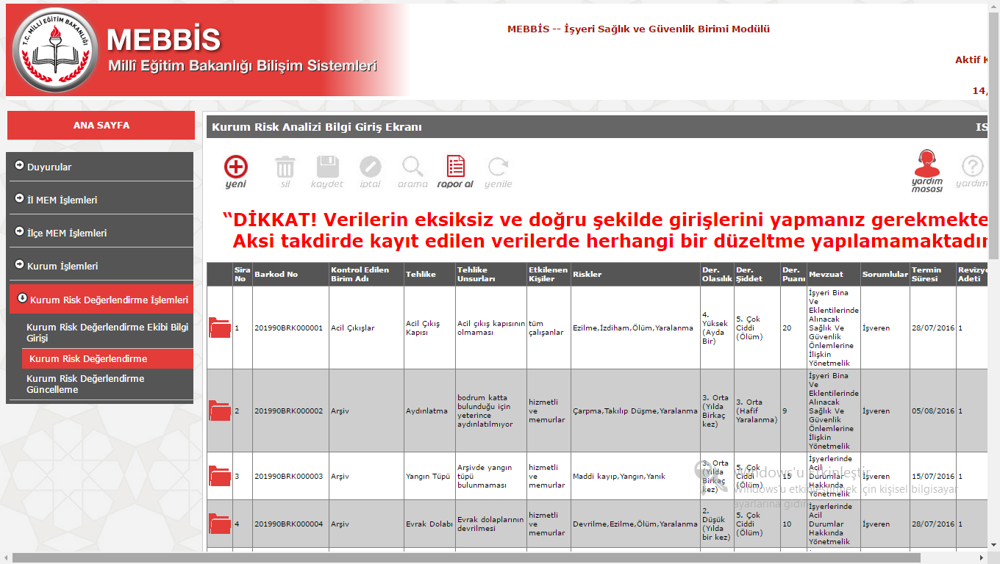 T.C. MİLLİ EĞİTİM BAKANLIĞI
MEBBİS
Millî Eğitim Bakanlığı Bilişim Sistemleri
MEBBİS -- İşyeri Sağlık ve Güvenlik Birimi Modülü
Aktif K
14,
ANA SAYFA
Duyurular
İl MEM İşlemleri
İlçe MEM İşlemleri
Kurum İşlemleri
Kurum Risk Değerlendirme İşlemleri
Kurum Risk Değerlendirme Ekibi Bilgi
Girişi
Kurum Risk Değerlendirme
Kurum Risk Değerlendirme
Güncelleme
Kurum Risk Analizi Bilgi Giriş Ekranı
IS
yeni sil kaydet iptal arama rapor al yenile
yardım
masası
yardım
“DİKKAT! Verilerin eksiksiz ve doğru şekilde girişlerini yapmanız gerekmekte
Aksi takdirde kayıt edilen verilerde herhangi bir düzeltme yapılamamaktadır
Sıra No Barkod No Kontrol Edilen Birim Adı Tehlike Tehlike Unsurları Etkilenen Kişiler Riskler Der. Olasılık Der. Şiddet Der. Puanı Mevzuat Sorumlular Termin Süresi Revizyo Adeti
1 201990BRK000001 Acil Çıkışlar Acil Çıkış Kapısı Acil çıkış kapısının olmaması tüm çalışanlar Ezilme,İzdiham,Ölüm,Yaralanma 4. Yüksek (Ayda Bir) 5. Çok Ciddi (Ölüm) 20 İşyeri Bina Ve Eklentilerinde Alınacak Sağlık Ve Güvenlik Önlemlerine İlişkin Yönetmelik İşveren 28/07/2016 1
2 201990BRK000002 Arşiv Aydınlatma bodrum katta bulunduğu için yeterince aydınlatılmıyor hizmetli ve memurlar Çarpma,Takılıp Düşme,Yaralanma 3. Orta (Yılda Birkaç kez) 3. Orta (Hafif Yaralanma) 9 İşyeri Bina Ve Eklentilerinde Alınacak Sağlık Ve Güvenlik Önlemlerine İlişkin Yönetmelik İşveren 05/08/2016 1
3 201990BRK000003 Arşiv Yangın Tüpü Arşivde yangın tüpü bulunmaması hizmetli ve memurlar Maddi kayıp,Yangın,Yanık 3. Orta (Yılda Birkaç kez) 5. Çok Ciddi (Ölüm) 15 İşyerlerinde Acil Durumlar Hakkında Yönetmelik İşveren 15/07/2016 1
4 201990BRK000004 Arşiv Evrak Dolabı Evrak dolaplarının devrilmesi hizmetli ve memurlar Devrilme,Ezilme,Ölüm,Yaralanma 2. Düşük (Yılda bir kez) 5. Çok Ciddi (Ölüm) 10 İşyerlerinde Acil Durumlar Hakkında Yönetmelik İşveren 28/07/2016 1
Windows'u Etkinleştir
Windows'u etkinleştirmek için kişisel bilgisayar
ayarlarına gidin.